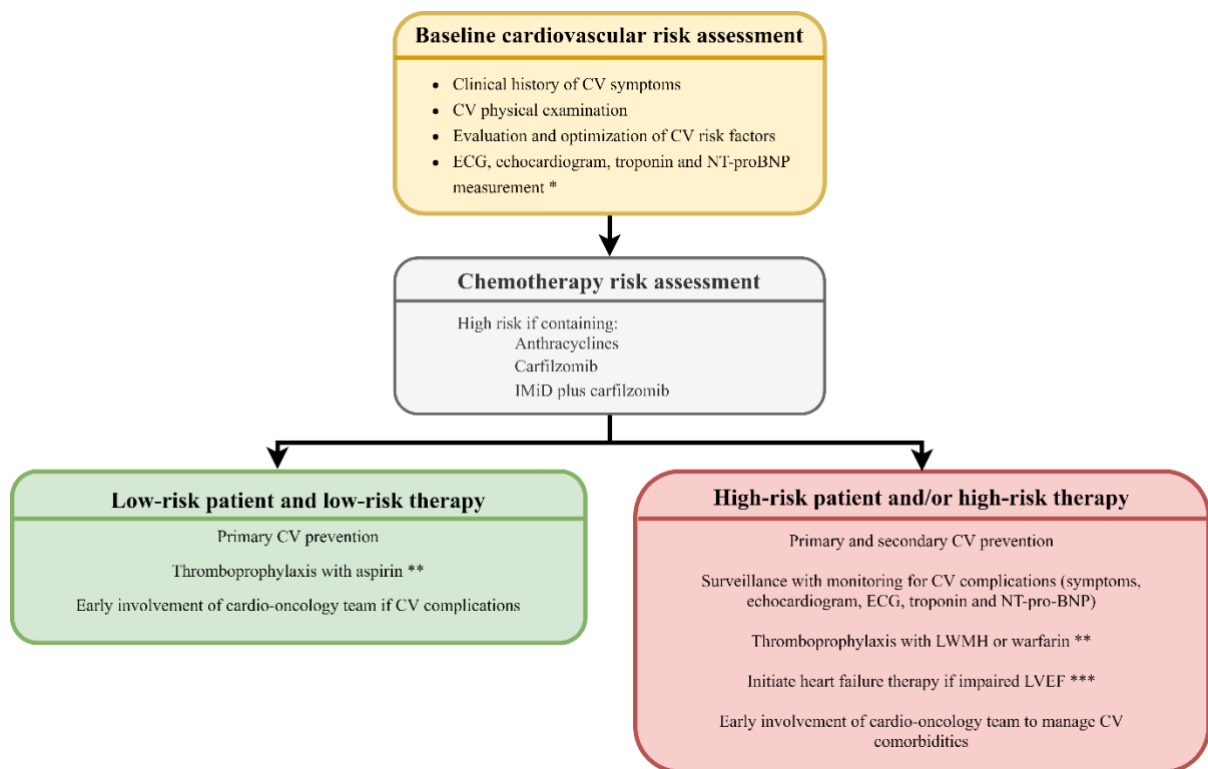 Baseline cardiovascular risk assessment
• Clinical history of CV symptoms
• CV physical examination
• Evaluation and optimization of CV risk factors
• ECG, echocardiogram, troponin and NT-proBNP
measurement *
Chemotherapy risk assessment
High risk if containing:
Anthracyclines
Carfilzomib
IMiD plus carfilzomib
Low-risk patient and low-risk therapy
Primary CV prevention
Thromboprophylaxis with aspirin **
Early involvement of cardio-oncology team if CV complications
High-risk patient and/or high-risk therapy
Primary and secondary CV prevention
Surveillance with monitoring for CV complications (symptoms,
echocardiogram, ECG, troponin and NT-pro-BNP)
Thromboprophylaxis with LWMH or warfarin **
Initiate heart failure therapy if impaired LVEF ***
Early involvement of cardio-oncology team to manage CV
comorbidities